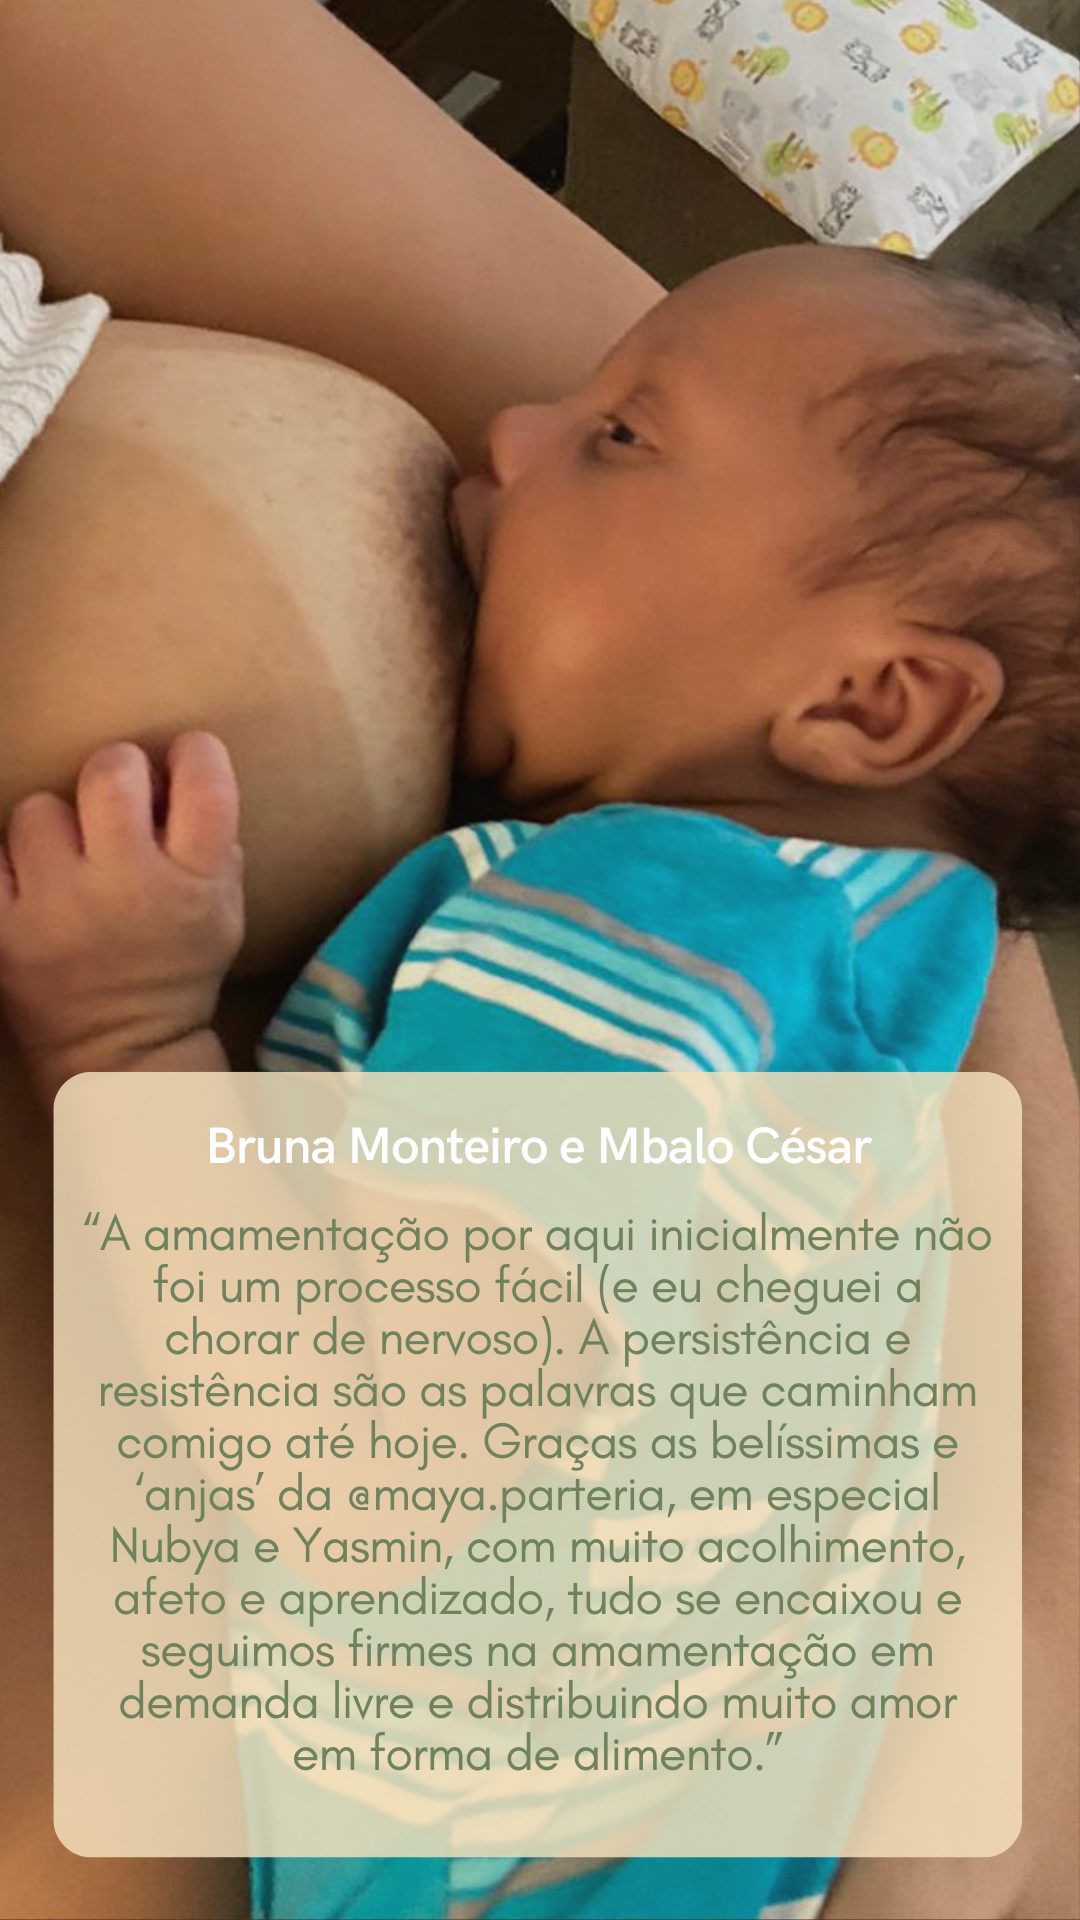 Bruna Monteiro e Mbalo César
“A amamentação por aqui inicialmente não
foi um processo fácil (e eu cheguei a
chorar de nervoso). A persistência e
resistência são as palavras que caminham
comigo até hoje. Graças as belíssimas e
‘anjas’ da @maya.parteria, em especial
Nubya e Yasmin, com muito acolhimento,
afeto e aprendizado, tudo se encaixou e
seguimos firmes na amamentação em
demanda livre e distribuindo muito amor
em forma de alimento.”